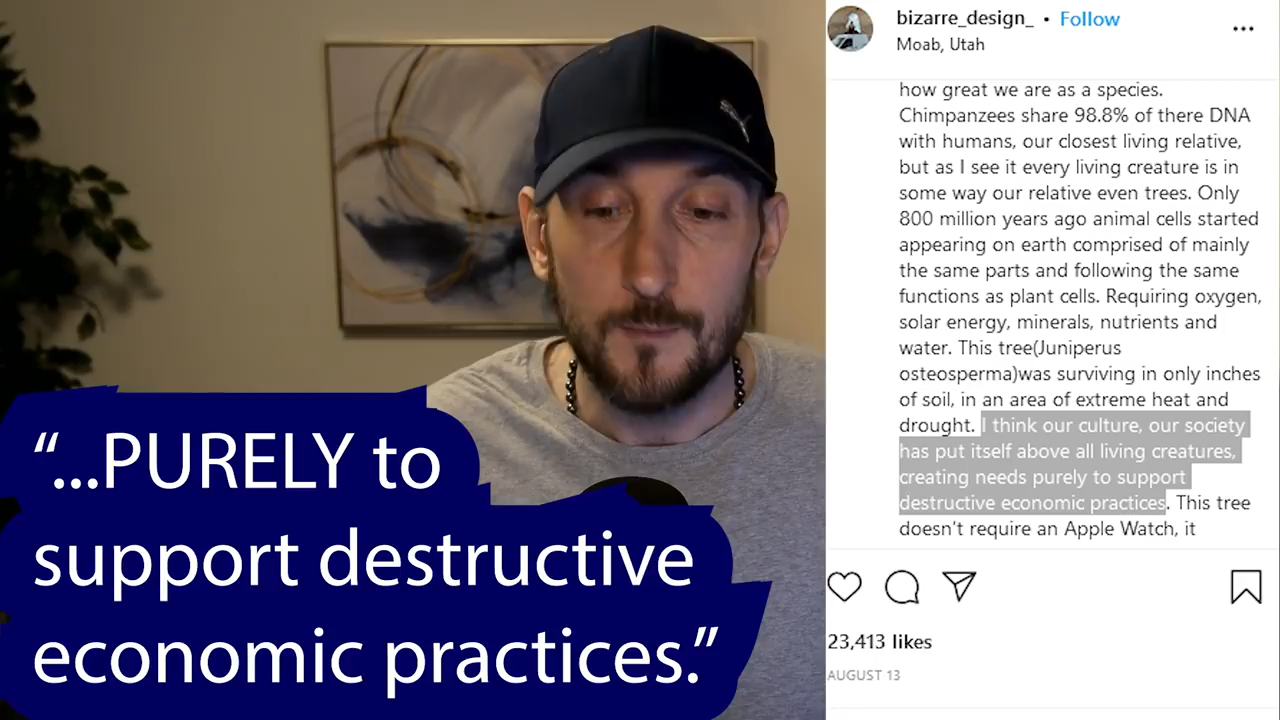 bizarre_design_ • Follow
Moab, Utah
how great we are as a species.
Chimpanzees share 98.8% of there DNA
with humans, our closest living relative,
but as I see it every living creature is in
some way our relative even trees. Only
800 million years ago animal cells started
appearing on earth comprised of mainly
the same parts and following the same
functions as plant cells. Requiring oxygen,
solar energy, minerals, nutrients and
water. This tree(Juniperus
osteosperma)was surviving in only inches
of soil, in an area of extreme heat and
drought. I think our culture, our society
has put itself above all living creatures,
creating needs purely to support
destructive economic practices. This tree
doesn't require an Apple Watch, it
23,413 likes
AUGUST 13
“...PURELY to
support destructive
economic practices.”